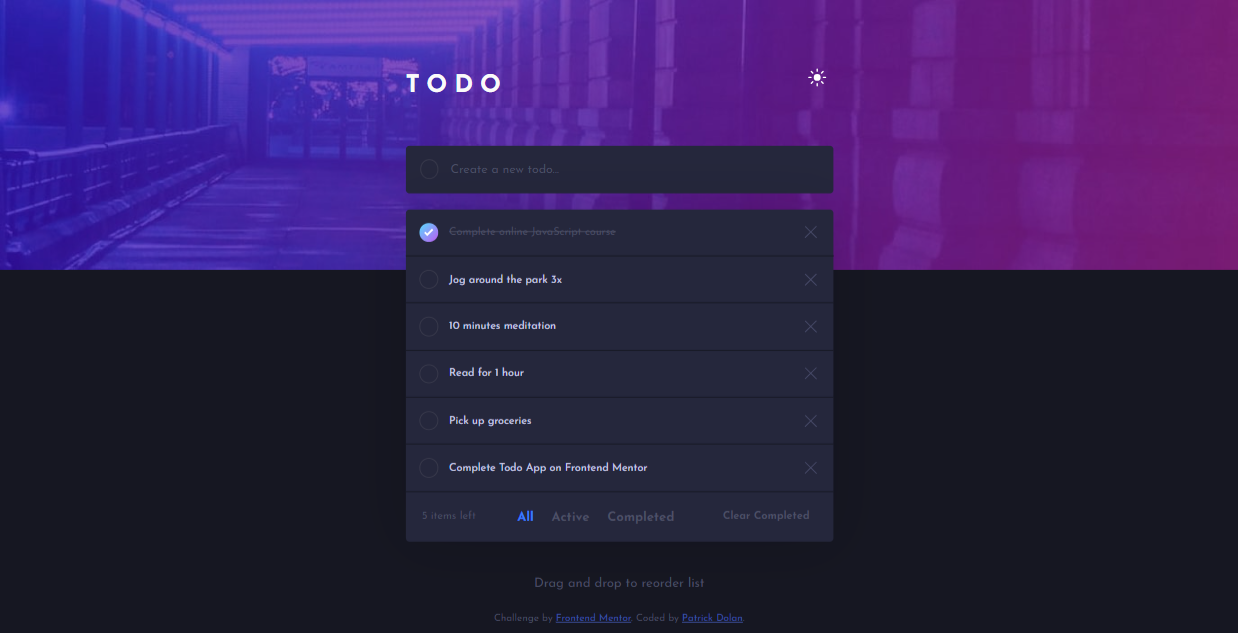 TODO
Create a new todo...
Complete online JavaScript course
Jog around the park 3x
10 minutes meditation
Read for 1 hour
Pick up groceries
Complete Todo App on Frontend Mentor
5 items left All Active Completed Clear Completed
Drag and drop to reorder list
Challenge by Frontend Mentor. Coded by Patrick Dolan.